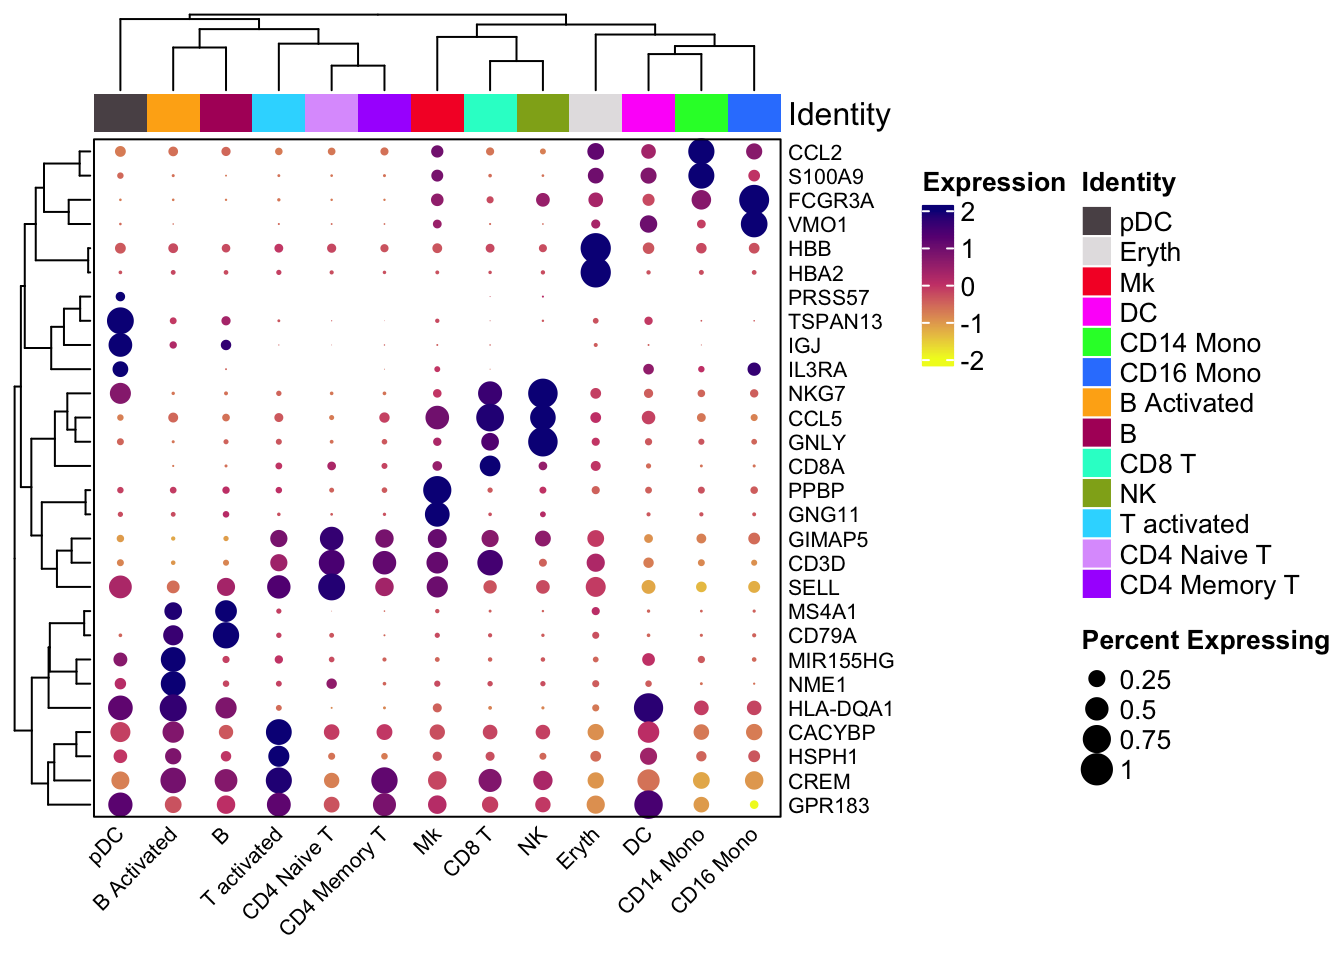 Identity
CCL2
S100A9
FCGR3A
VMO1
HBB
HBA2
PRSS57
TSPAN13
IGJ
IL3RA
NKG7
CCL5
GNLY
CD8A
PPBP
GNG11
GIMAP5
CD3D
SELL
MS4A1
CD79A
MIR155HG
NME1
HLA-DQA1
CACYBP
HSPH1
CREM
GPR183
pDC
B Activated
B
T activated
CD4 Naive T
CD4 Memory T
Mk
CD8 T
NK
Eryth
DC
CD14 Mono
CD16 Mono
Expression
2
1
0
-1
-2
Identity
pDC
Eryth
Mk
DC
CD14 Mono
CD16 Mono
B Activated
B
CD8 T
NK
T activated
CD4 Naive T
CD4 Memory T
Percent Expressing
0.25
0.5
0.75
1